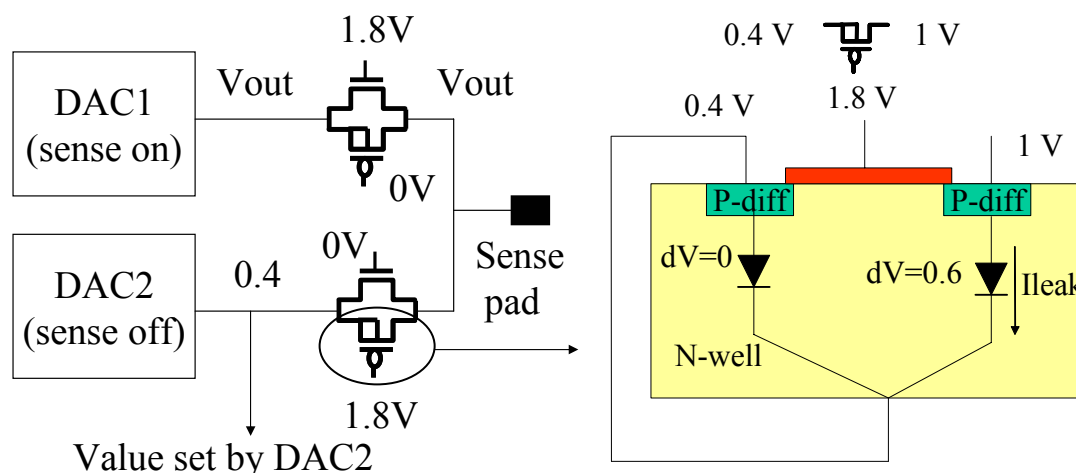 DAC1
(sense on)
Vout
1.8V
Vout
0V
DAC2
(sense off)
0.4
0V
1.8V
Sense
pad
Value set by DAC2
0.4 V
1 V
1.8 V
0.4 V
1 V
P-diff
P-diff
dV=0
dV=0.6
Ileak
N-well